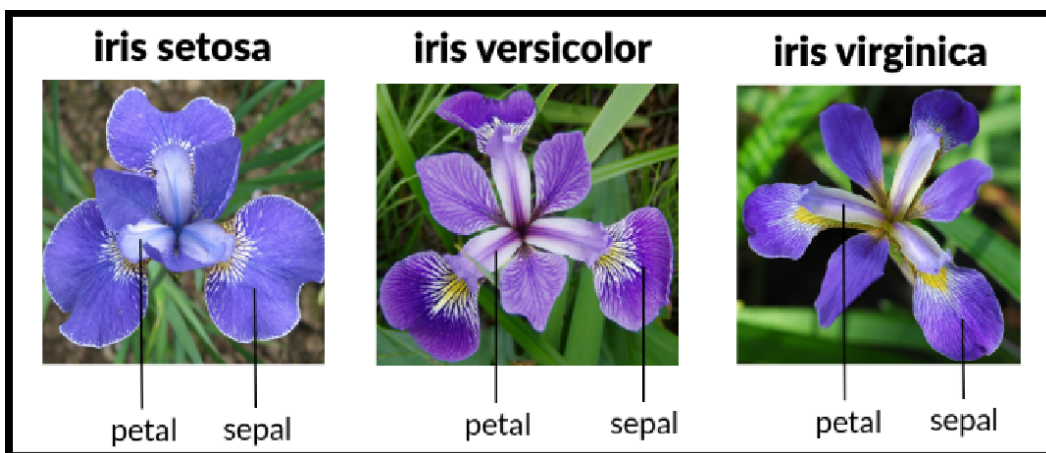 iris setosa
iris versicolor
iris virginica
petal
sepal
petal
sepal
petal
sepal